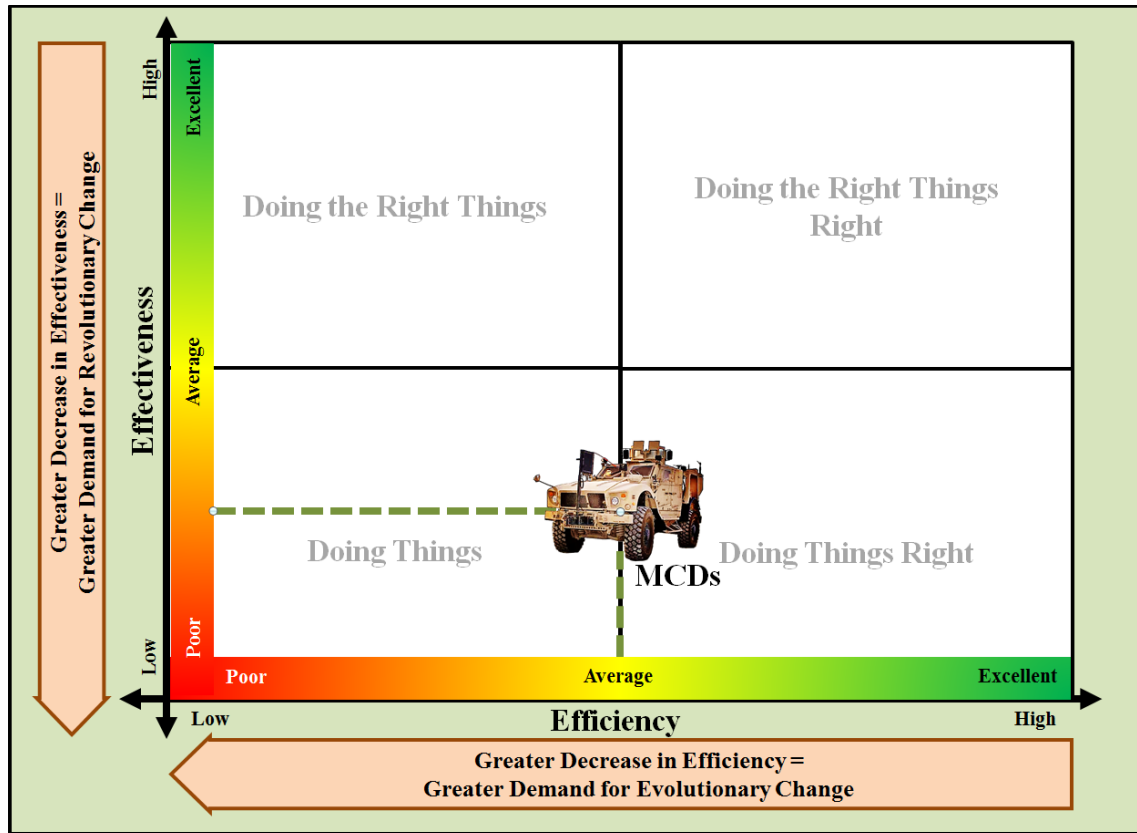 Greater Decrease in Effectiveness =
Greater Demand for Revolutionary Change
Effectiveness
High
Low
Excellent
Average
Poor
Doing the Right Things
Doing the Right Things
Right
Doing Things
Doing Things Right
MCDs
Poor
Average
Excellent
Low
Efficiency
High
Greater Decrease in Efficiency =
Greater Demand for Evolutionary Change